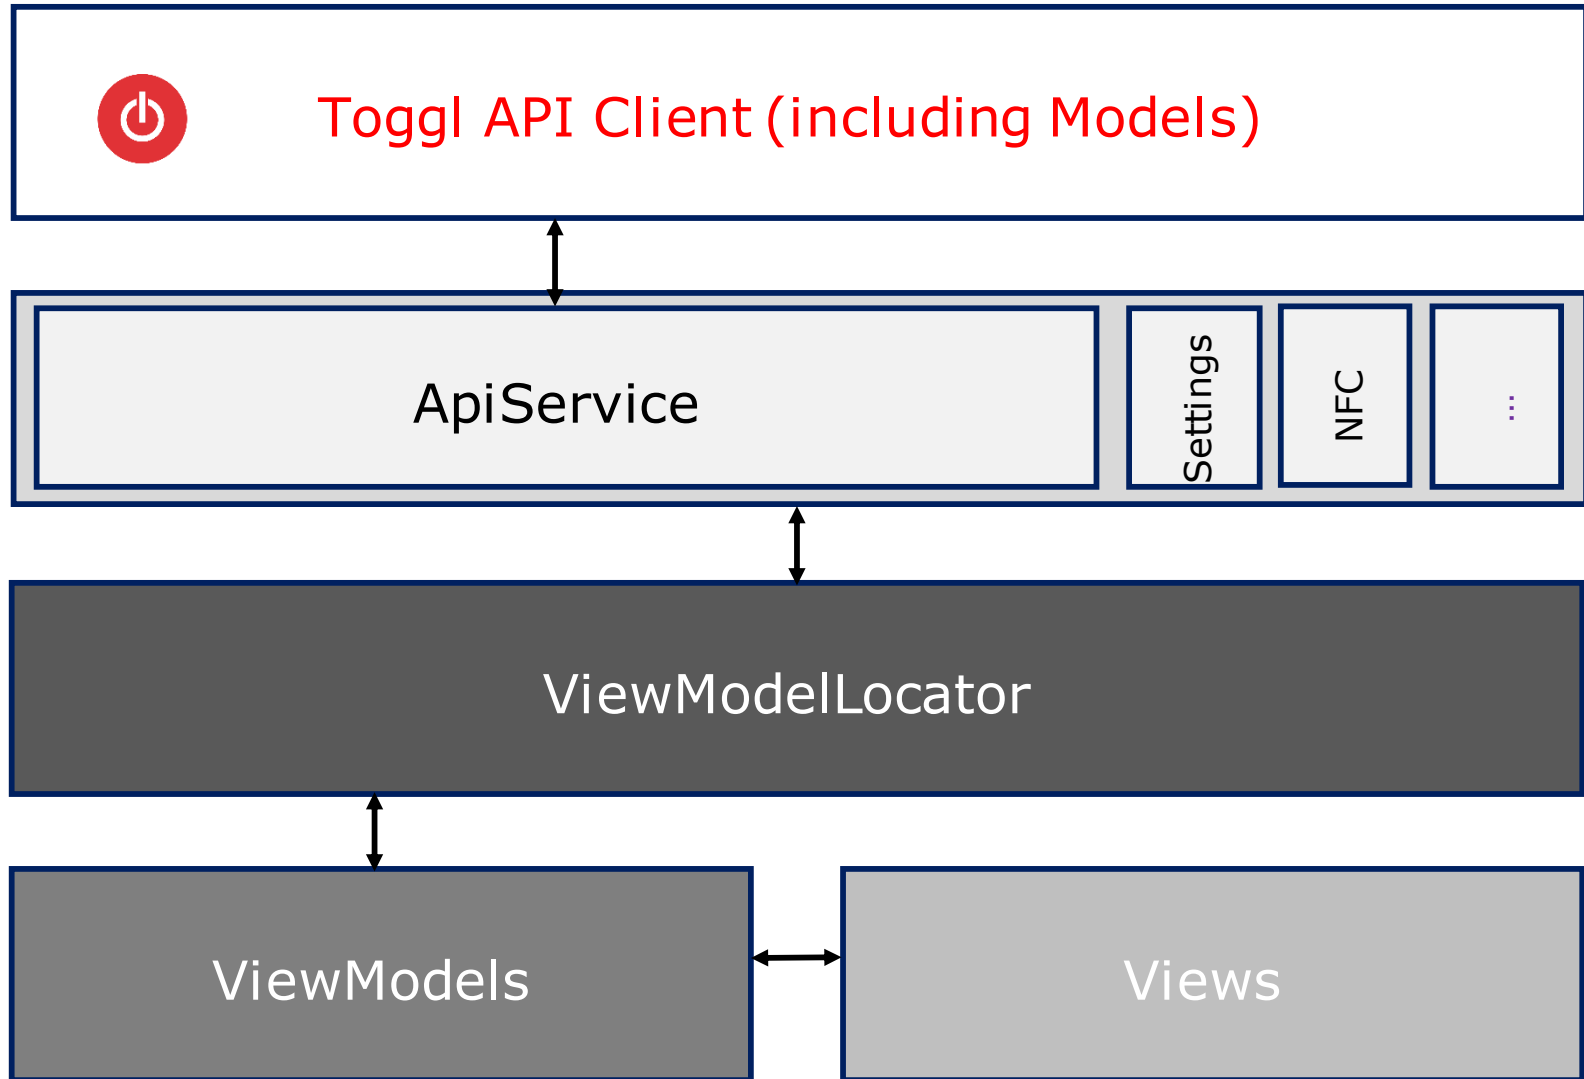 Toggl API Client (including Models)
ApiService
Settings
NFC
...
ViewModelLocator
ViewModels
Views